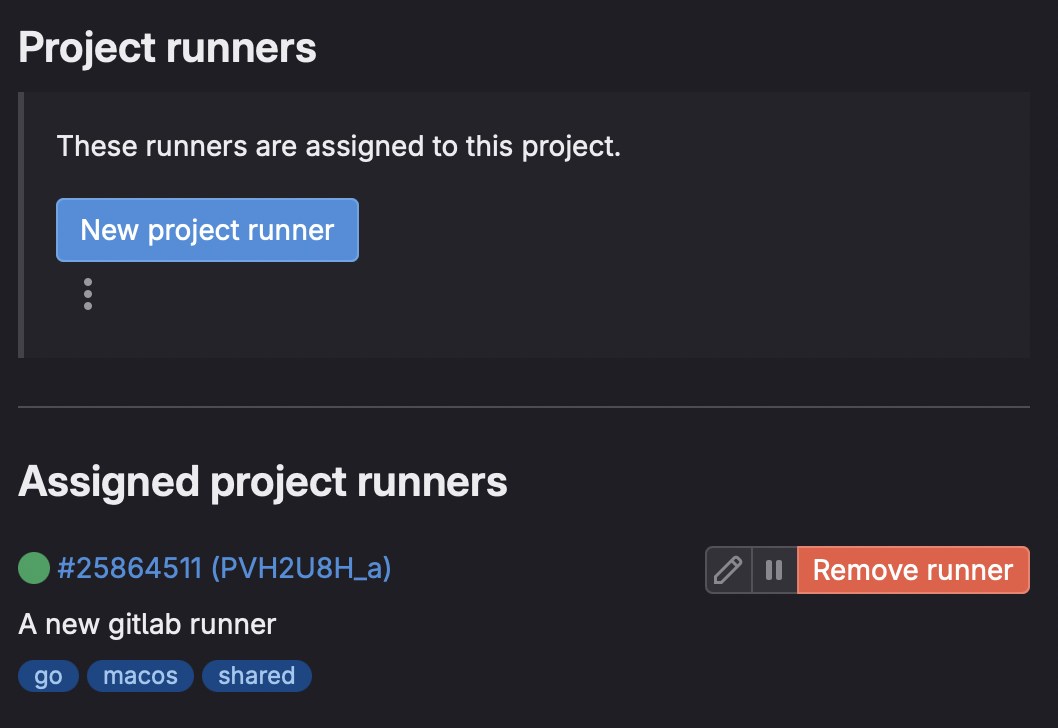 Project runners
These runners are assigned to this project.
New project runner
Assigned project runners
#25864511 (PVH2U8H_a)
Remove runner
A new gitlab runner
go macos shared